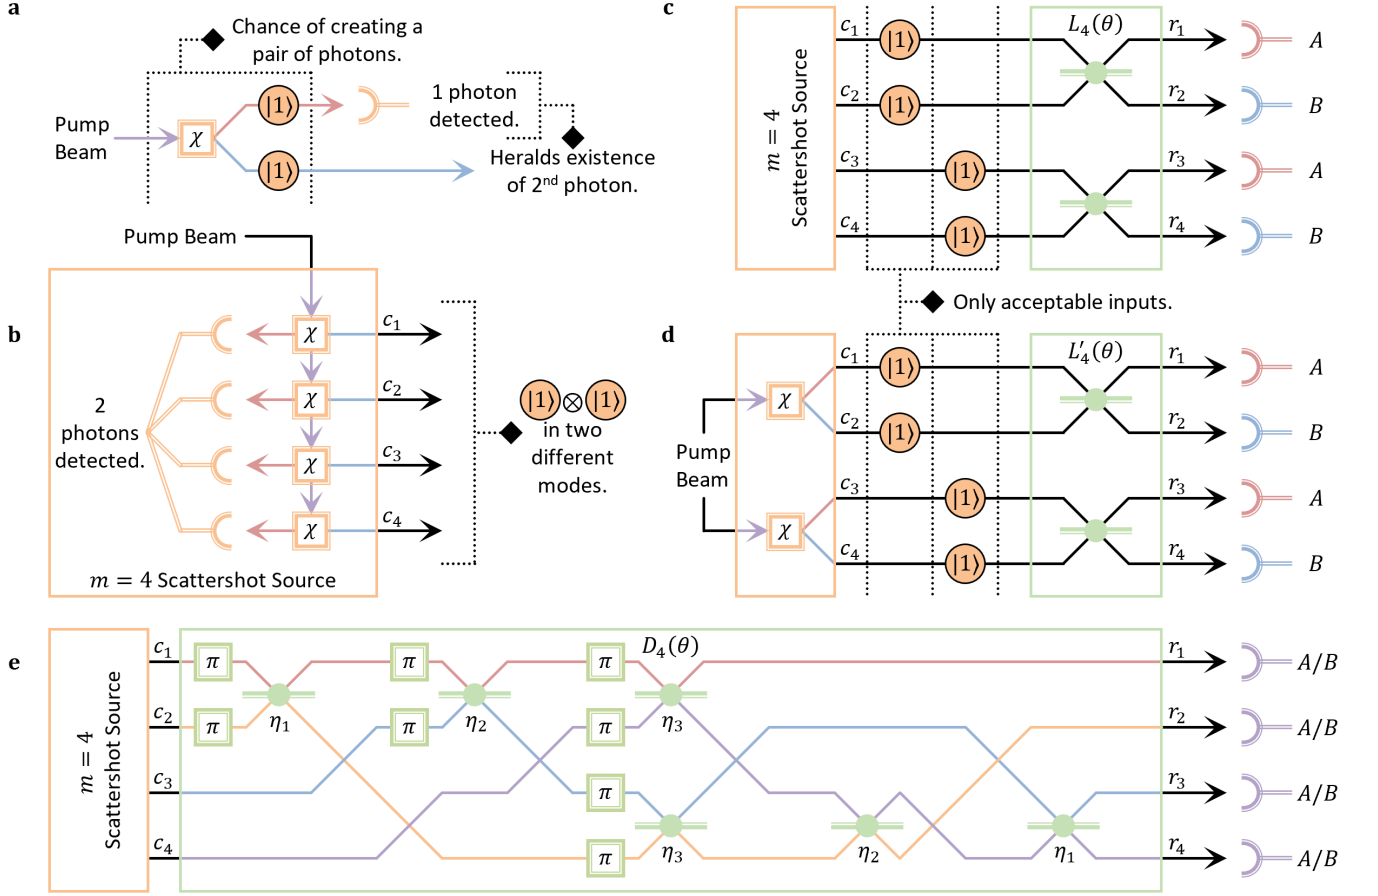 a
Chance of creating a
pair of photons.
Pump
Beam
χ
|1⟩
|1⟩
1 photon
detected.
Heralds existence
of 2nd photon.
b
Pump Beam
2
photons
detected.
χ
χ
χ
χ
c1
c2
c3
c4
|1⟩ ⊗ |1⟩
in two
different
modes.
m = 4 Scattershot Source
c
m = 4
Scattershot Source
c1
c2
c3
c4
|1⟩
|1⟩
|1⟩
|1⟩
L4(θ)
r1
r2
r3
r4
A
B
A
B
Only acceptable inputs.
d
Pump
Beam
χ
χ
c1
c2
c3
c4
|1⟩
|1⟩
|1⟩
|1⟩
L′4(θ)
r1
r2
r3
r4
A
B
A
B
e
m = 4
Scattershot Source
c1
c2
c3
c4
D4(θ)
π
π
π
π
π
π
π
π
η1
η2
η3
η3
η2
η1
r1
r2
r3
r4
A/B
A/B
A/B
A/B